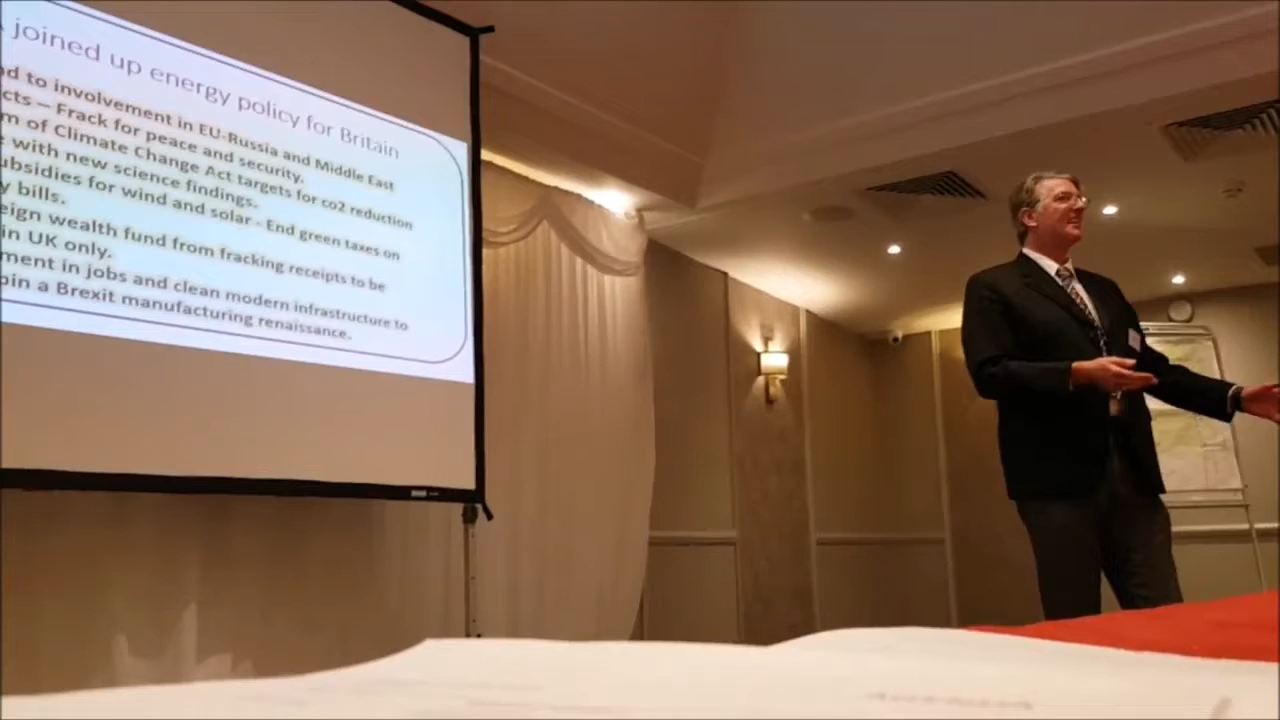 joined up energy policy for Britain
nd to involvement in EU-Russia and Middle East
cts – Frack for peace and security.
m of Climate Change Act targets for co2 reduction
with new science findings.
ubsidies for wind and solar - End green taxes on
y bills.
eign wealth fund from fracking receipts to be
in UK only.
ment in jobs and clean modern infrastructure to
oin a Brexit manufacturing renaissance.